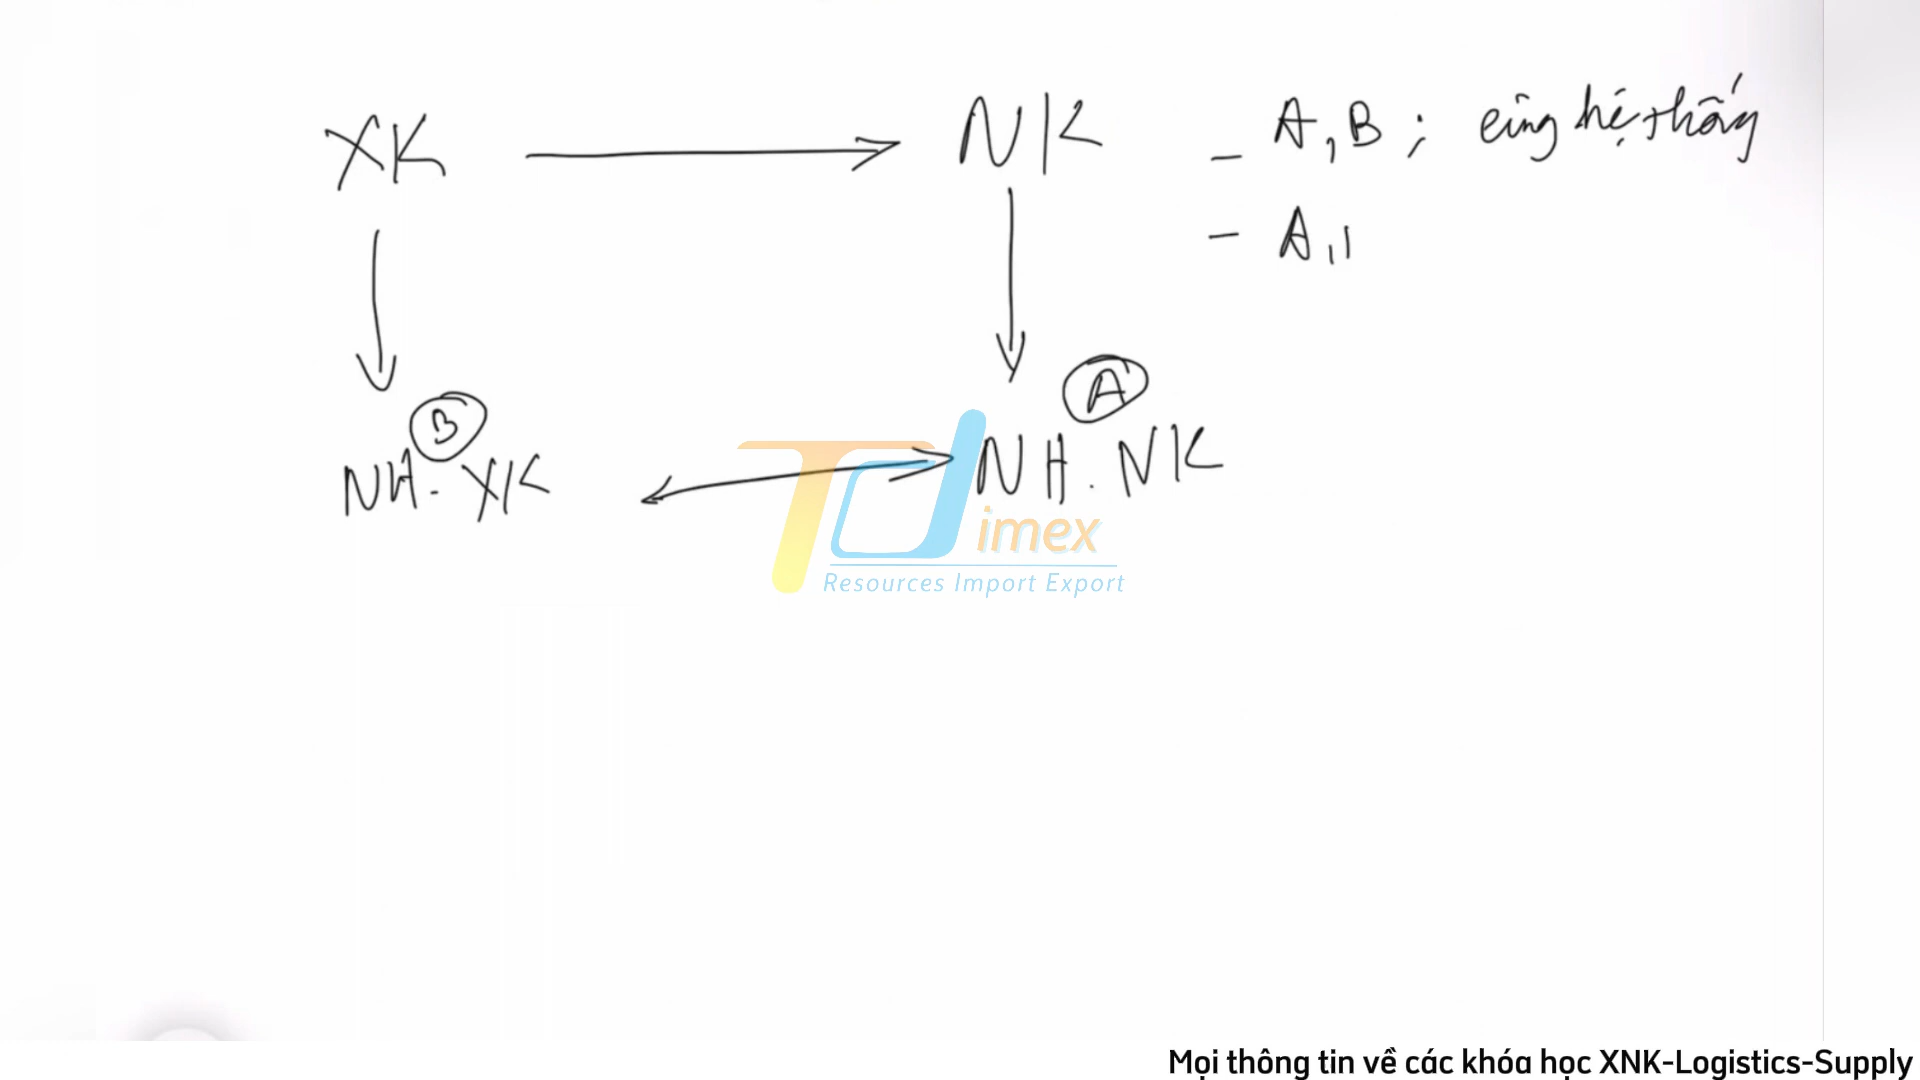 XK NK
- A, B ; cùng hệ thống
- A,
B
A
NH - XK NH . NK
Td imex
Resources Import Export
Mọi thông tin về các khóa học XNK-Logistics-Supply